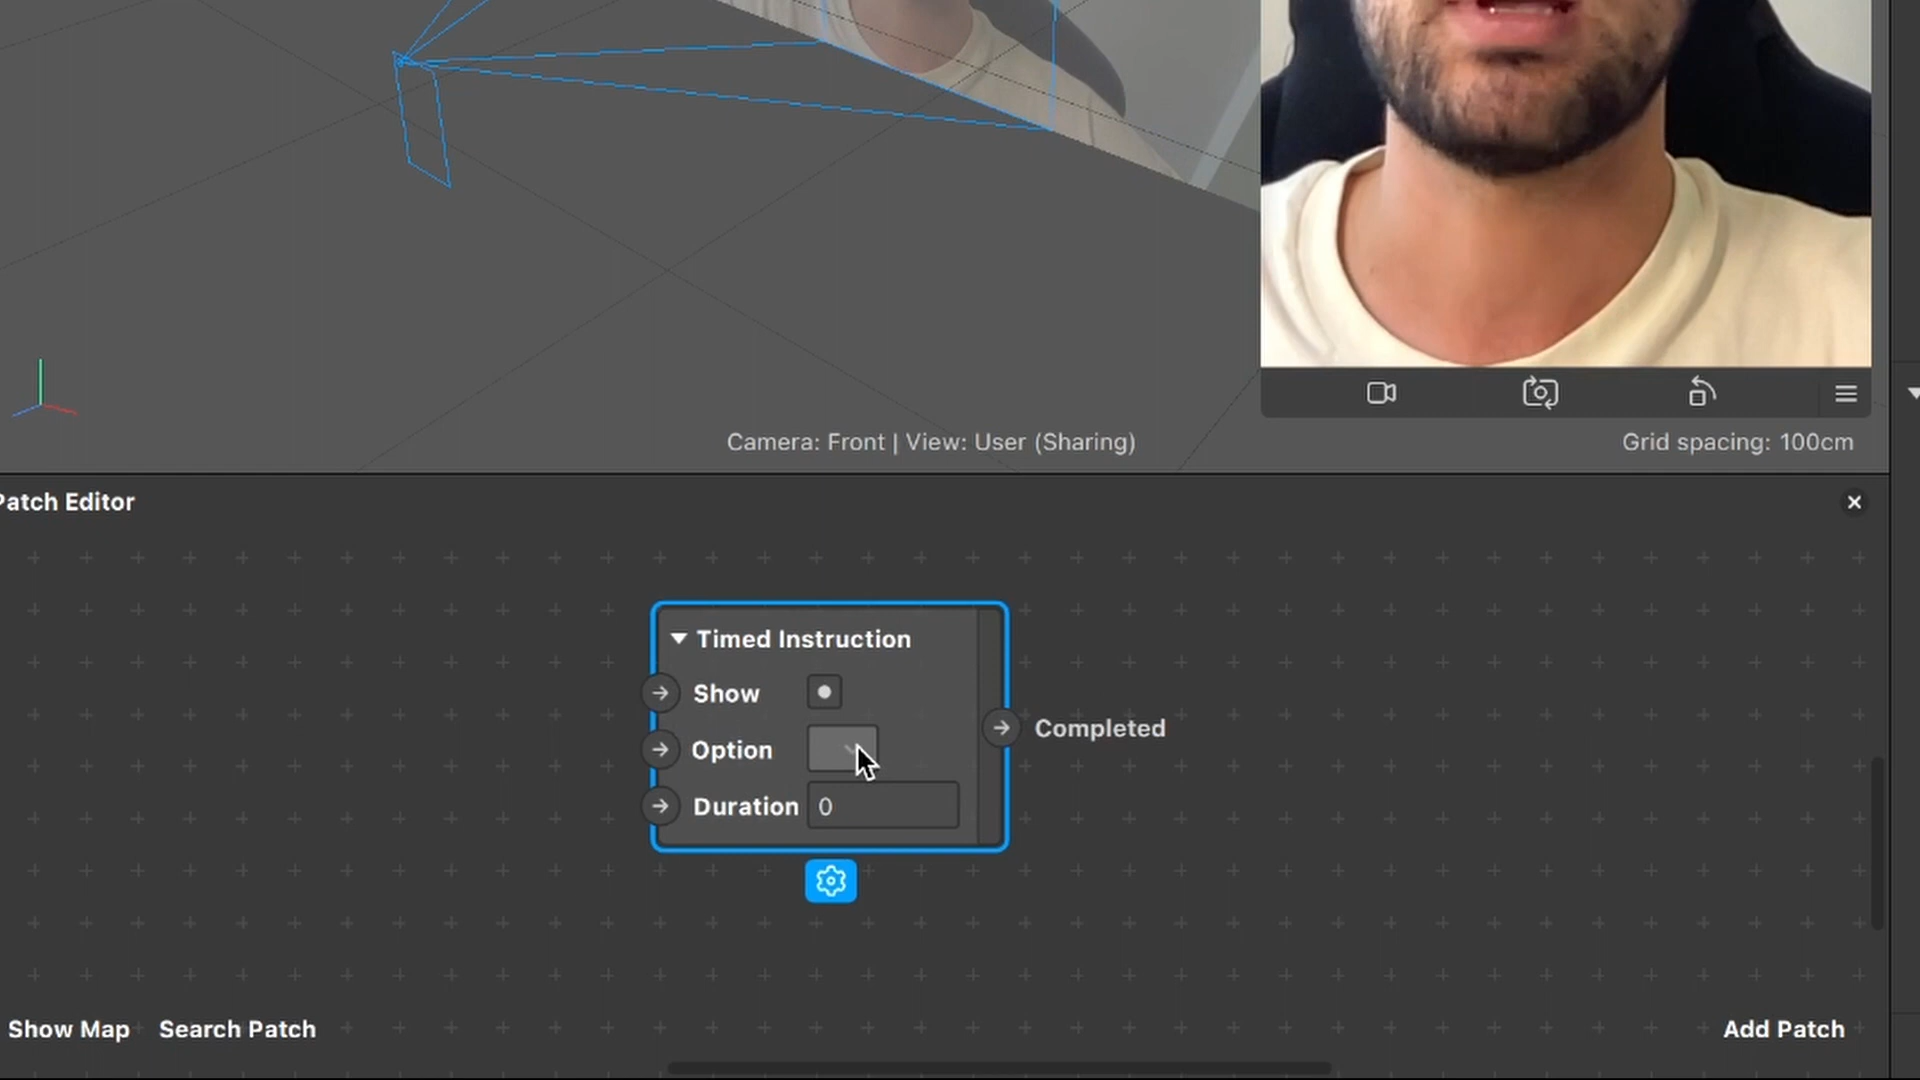 Camera: Front | View: User (Sharing)
Grid spacing: 100cm
Patch Editor
Timed Instruction
Show
Option
Duration 0
Completed
Show Map
Search Patch
Add Patch